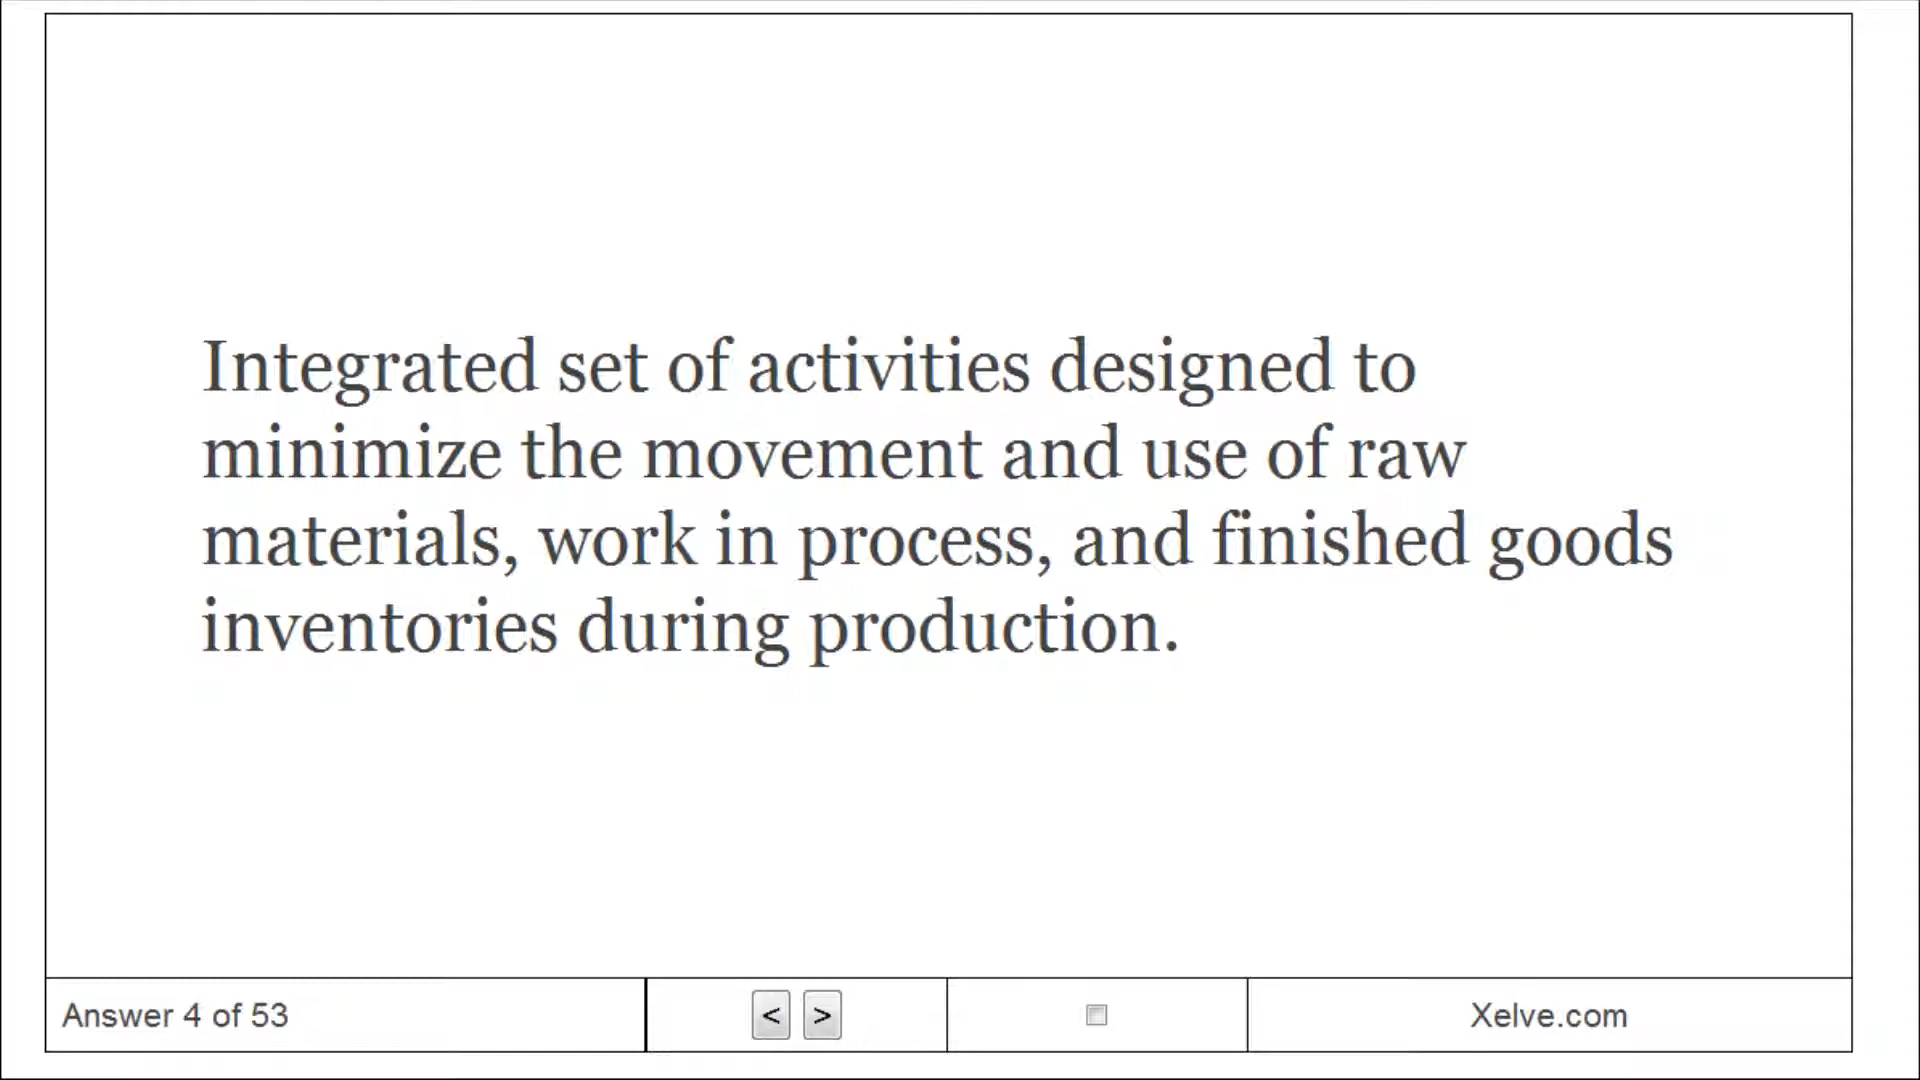 Integrated set of activities designed to
minimize the movement and use of raw
materials, work in process, and finished goods
inventories during production.
Answer 4 of 53
< >
Xelve.com